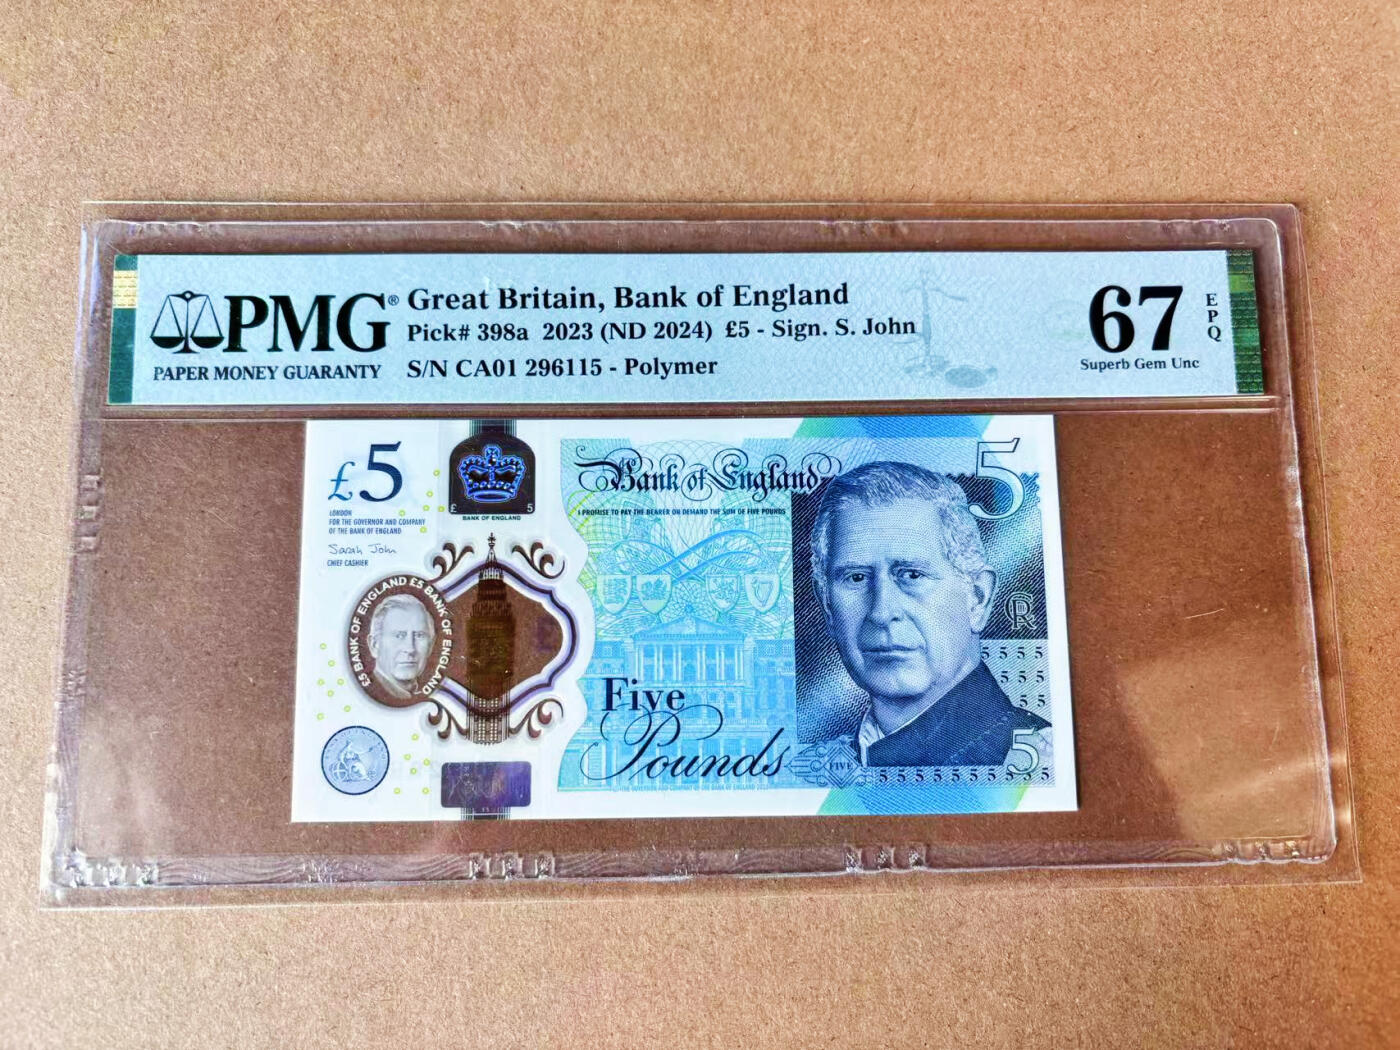 PMG®
PAPER MONEY GUARANTY
Great Britain, Bank of England
Pick# 398a 2023 (ND 2024) £5 - Sign. S. John
S/N CA01 296115 - Polymer
67
EPQ
Superb Gem Unc
£5
LONDON
FOR THE GOVERNOR AND COMPANY
OF THE BANK OF ENGLAND
Sarah John
CHIEF CASHIER
£ 5
BANK OF ENGLAND
£5 BANK OF ENGLAND £5 BANK OF ENGLAND
Bank of England
I PROMISE TO PAY THE BEARER ON DEMAND THE SUM OF FIVE POUNDS
Five
Pounds
5
5 5 5 5
5 5 5
5 5
5
FIVE
5 5 5 5 5 5 5 5 5 5